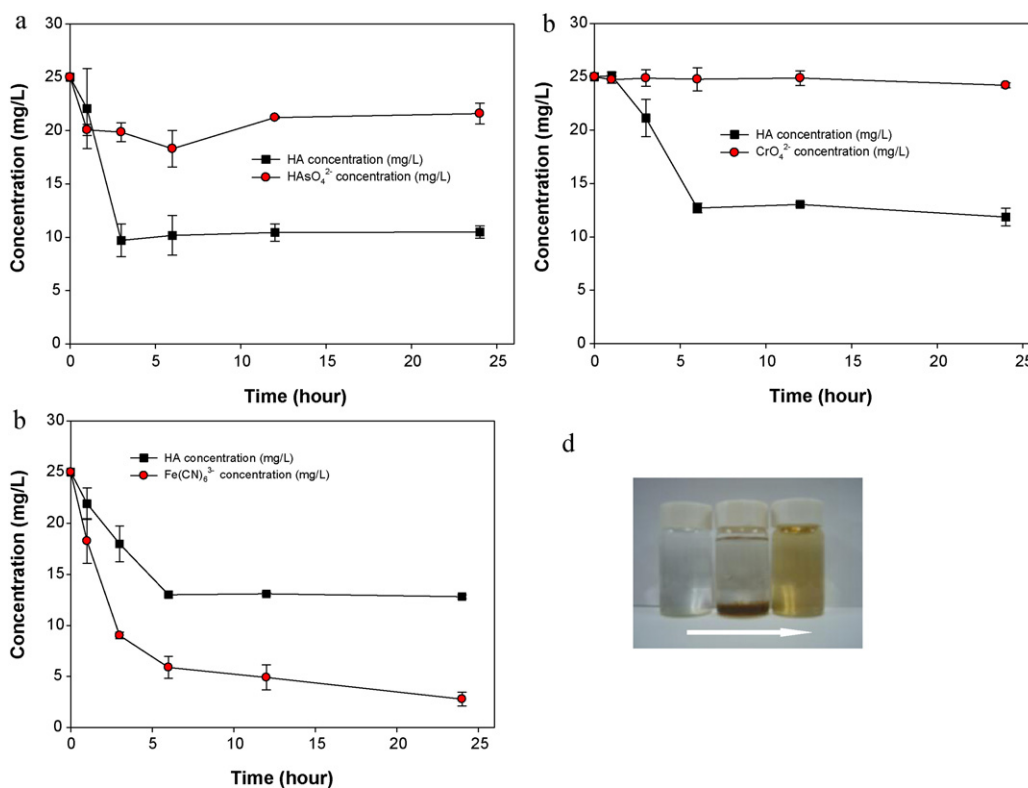 a
30
25
20
15
10
5
0
Concentration (mg/L)
HA concentration (mg/L)
HAsO₄²⁻ concentration (mg/L)
0 5 10 15 20 25
Time (hour)
b
30
25
20
15
10
5
0
Concentration (mg/L)
HA concentration (mg/L)
CrO₄²⁻ concentration (mg/L)
0 5 10 15 20 25
Time (hour)
b
30
25
20
15
10
5
0
Concentration (mg/L)
HA concentration (mg/L)
Fe(CN)₆³⁻ concentration (mg/L)
0 5 10 15 20 25
Time (hour)
d